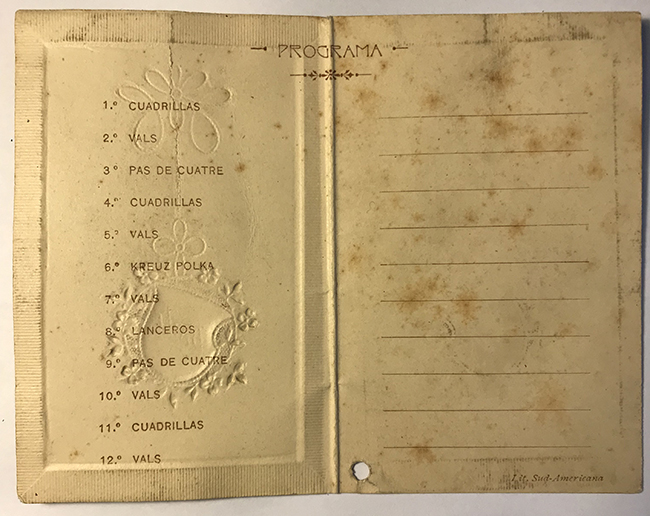 PROGRAMA
1.º CUADRILLAS
2.º VALS
3º PAS DE CUATRE
4.º CUADRILLAS
5.º VALS
6.º KREUZ POLKA
7.º VALS
8.º LANCEROS
9.º PAS DE CUATRE
10.º VALS
11.º CUADRILLAS
12.º VALS
Lit. Sud-Americana